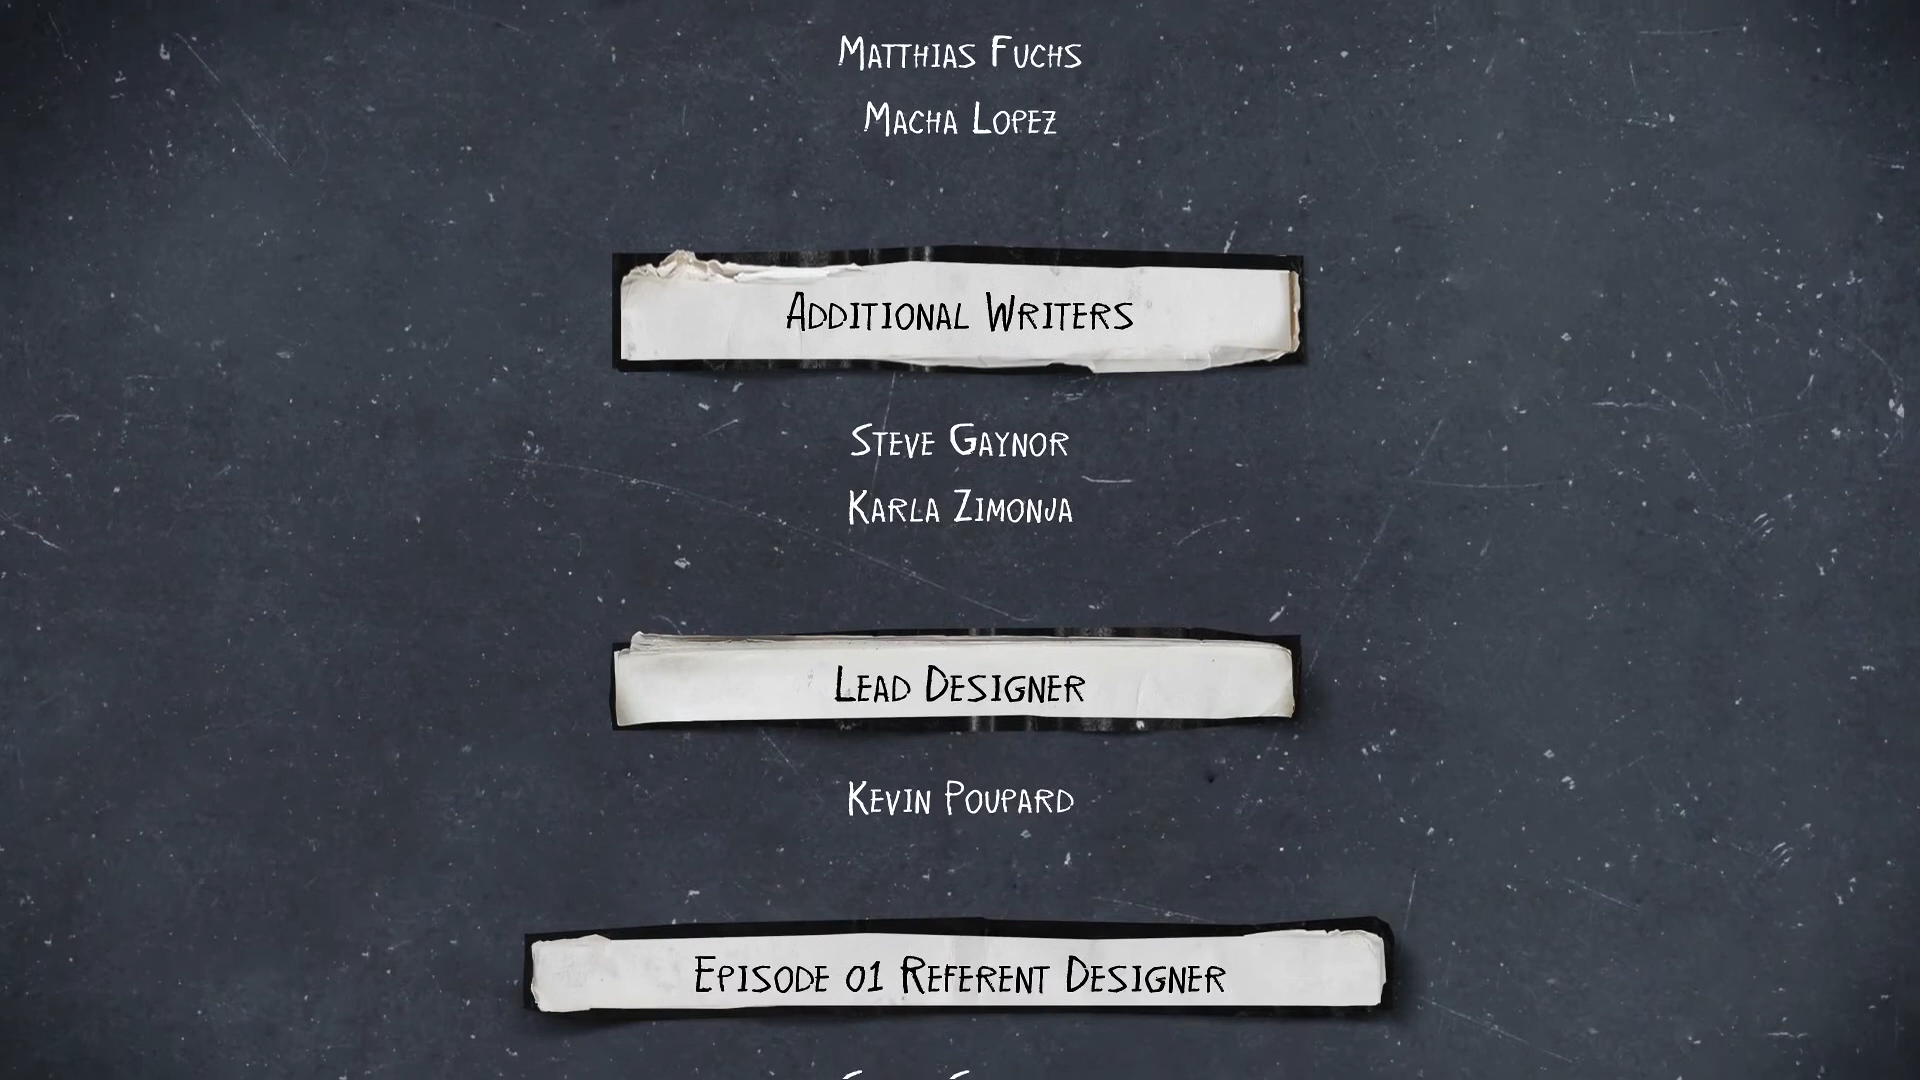 Matthias Fuchs
Macha Lopez
Additional Writers
Steve Gaynor
Karla Zimonja
Lead Designer
Kevin Poupard
Episode 01 Referent Designer